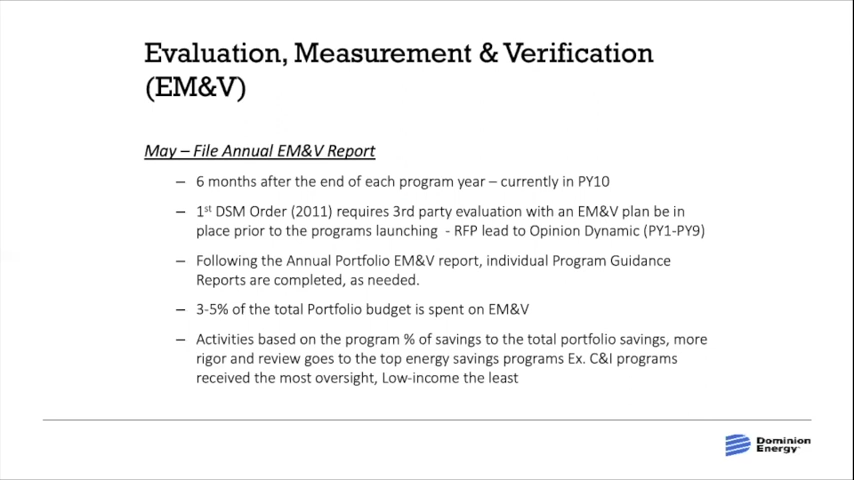 Evaluation, Measurement & Verification
(EM&V)
May – File Annual EM&V Report
– 6 months after the end of each program year – currently in PY10
– 1st DSM Order (2011) requires 3rd party evaluation with an EM&V plan be in
place prior to the programs launching - RFP lead to Opinion Dynamic (PY1-PY9)
– Following the Annual Portfolio EM&V report, individual Program Guidance
Reports are completed, as needed.
– 3-5% of the total Portfolio budget is spent on EM&V
– Activities based on the program % of savings to the total portfolio savings, more
rigor and review goes to the top energy savings programs Ex. C&I programs
received the most oversight, Low-income the least
Dominion
Energy